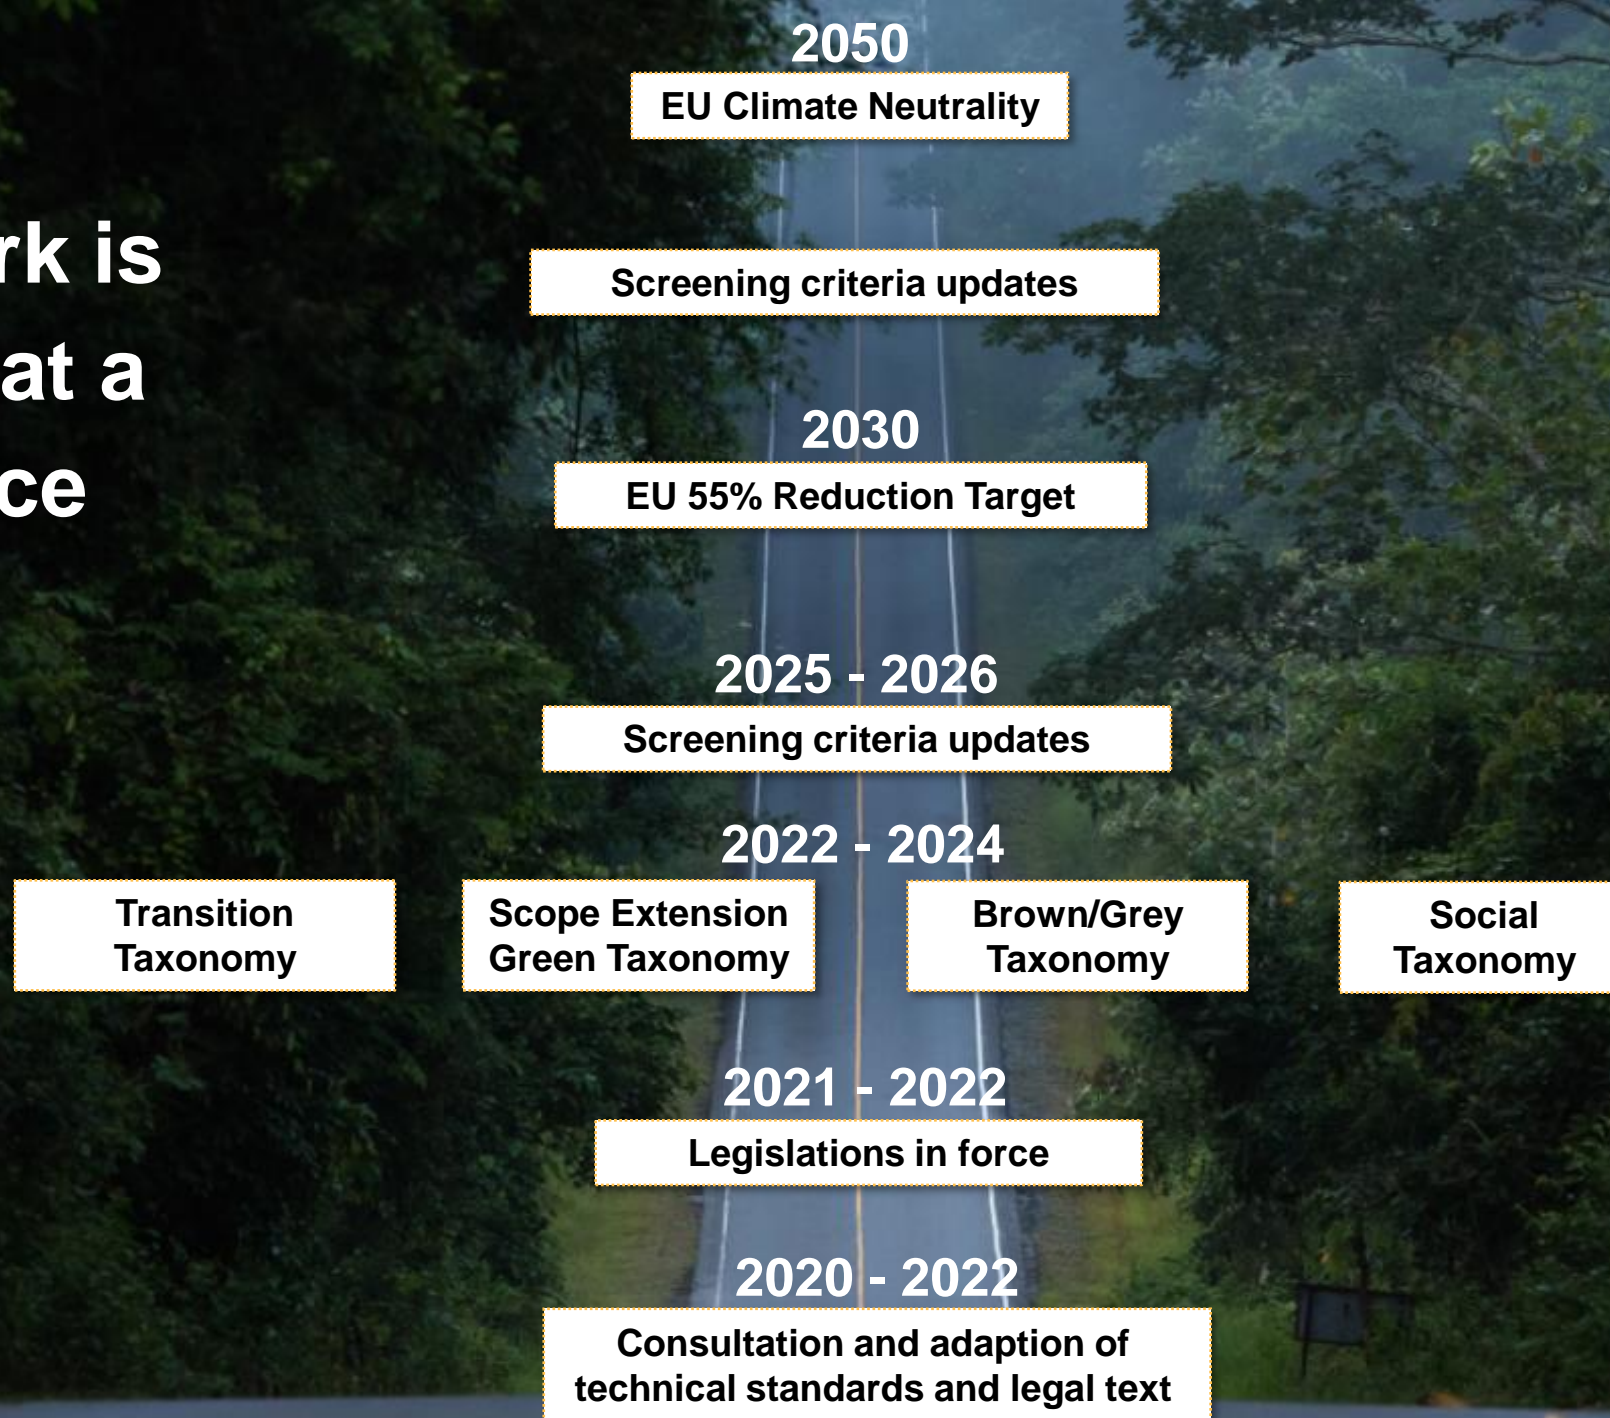 2050
EU Climate Neutrality
rk is
at a
ce
Screening criteria updates
2030
EU 55% Reduction Target
2025 - 2026
Screening criteria updates
2022 - 2024
Transition
Taxonomy
Scope Extension
Green Taxonomy
Brown/Grey
Taxonomy
Social
Taxonomy
2021 - 2022
Legislations in force
2020 - 2022
Consultation and adaption of
technical standards and legal text